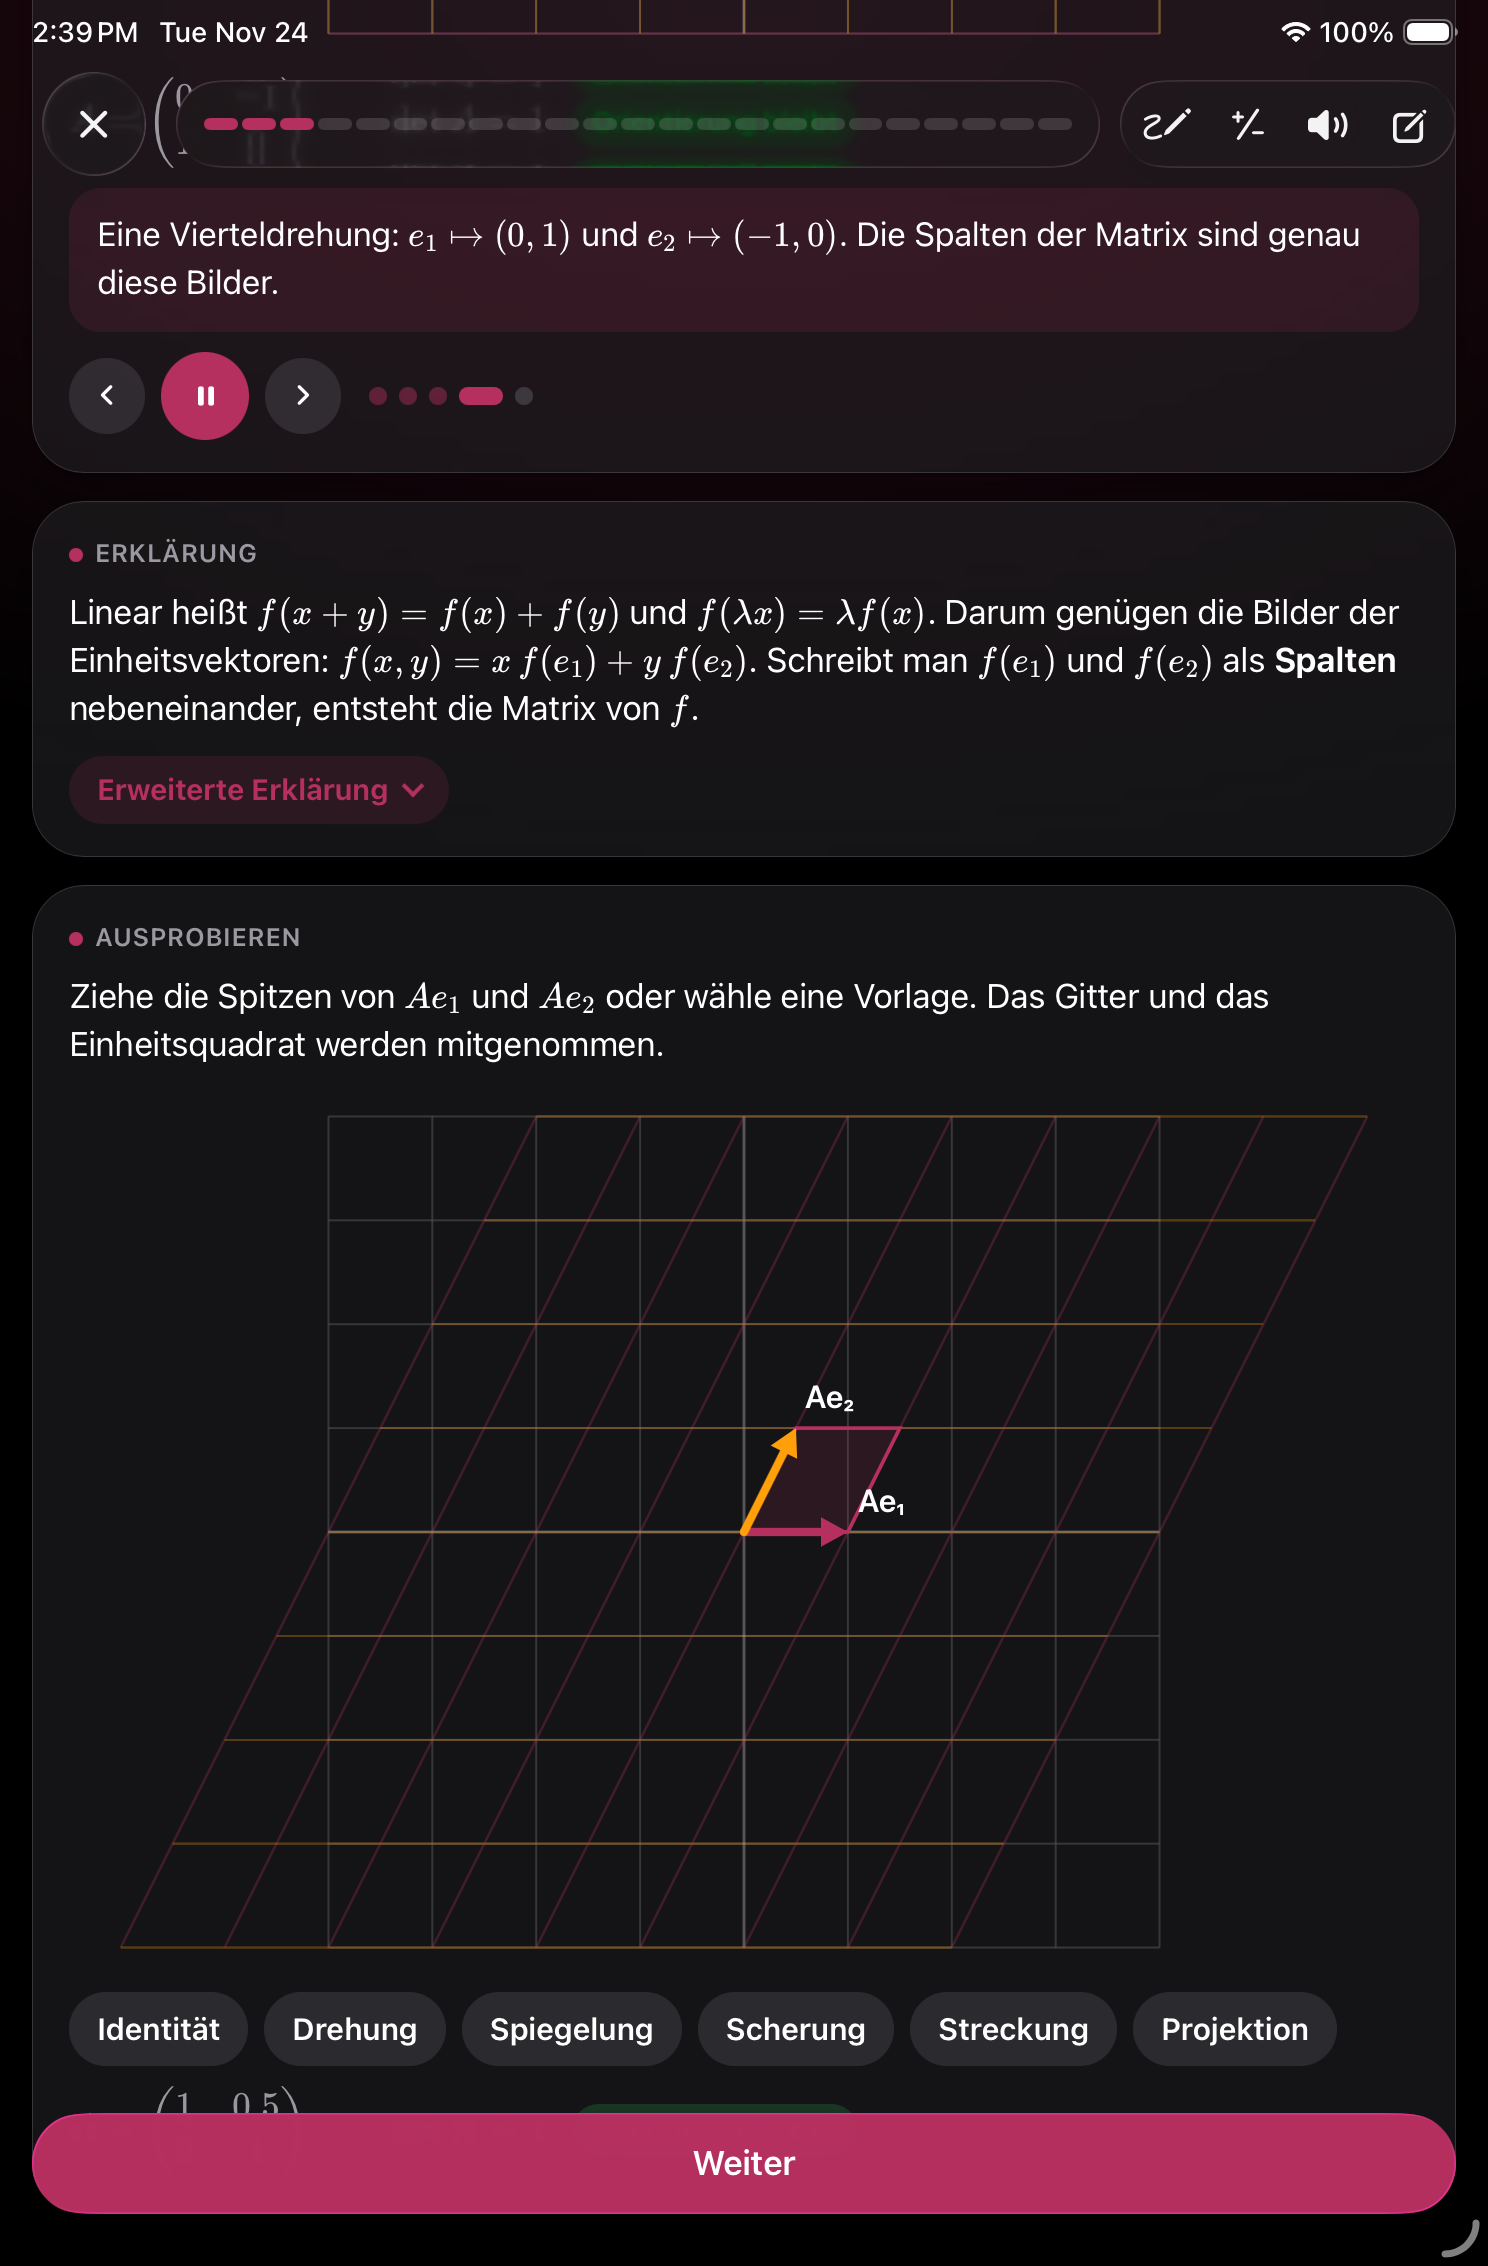 2:39 PM Tue Nov 24
100%
Eine Vierteldrehung: e₁ ↦ (0, 1) und e₂ ↦ (−1, 0). Die Spalten der Matrix sind genau
diese Bilder.
ERKLÄRUNG
Linear heißt f(x + y) = f(x) + f(y) und f(λx) = λf(x). Darum genügen die Bilder der
Einheitsvektoren: f(x, y) = x f(e₁) + y f(e₂). Schreibt man f(e₁) und f(e₂) als Spalten
nebeneinander, entsteht die Matrix von f.
Erweiterte Erklärung
AUSPROBIEREN
Ziehe die Spitzen von Ae₁ und Ae₂ oder wähle eine Vorlage. Das Gitter und das
Einheitsquadrat werden mitgenommen.
Ae₂
Ae₁
Identität Drehung Spiegelung Scherung Streckung Projektion
1 0.5
Weiter